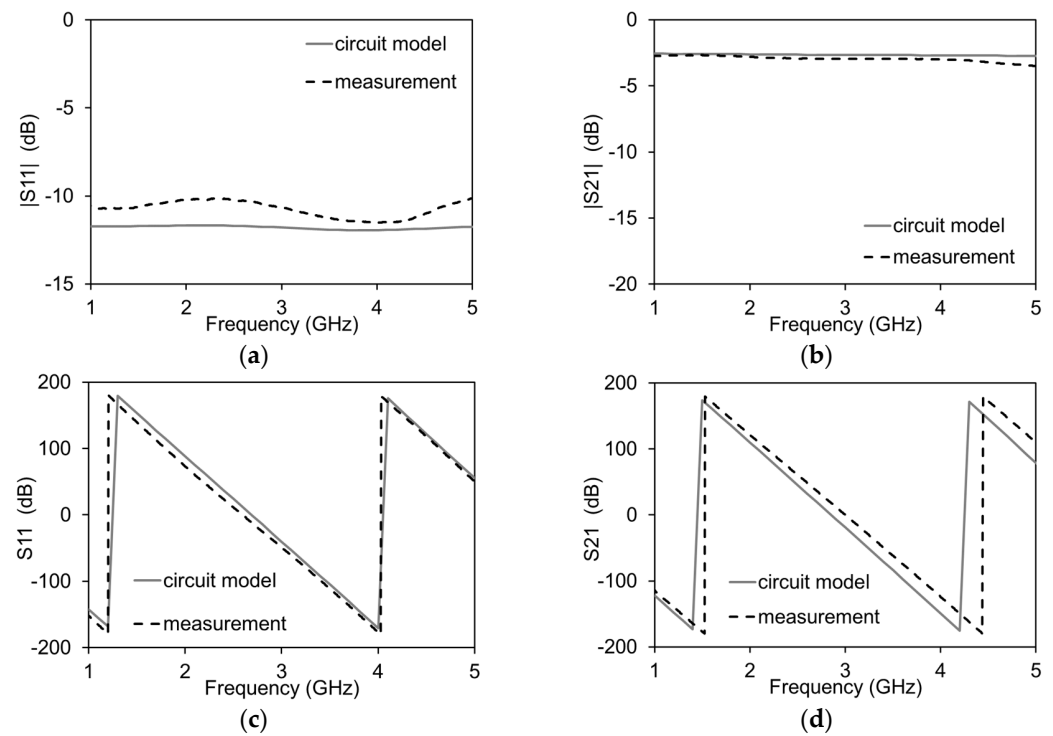 0
-5
-10
-15
|S11| (dB)
circuit model
measurement
1 2 3 4 5
Frequency (GHz)
(a)
0
-5
-10
-15
-20
|S21| (dB)
circuit model
measurement
1 2 3 4 5
Frequency (GHz)
(b)
200
100
0
-100
-200
S11 (dB)
circuit model
measurement
1 2 3 4 5
Frequency (GHz)
(c)
200
100
0
-100
-200
S21 (dB)
circuit model
measurement
1 2 3 4 5
Frequency (GHz)
(d)